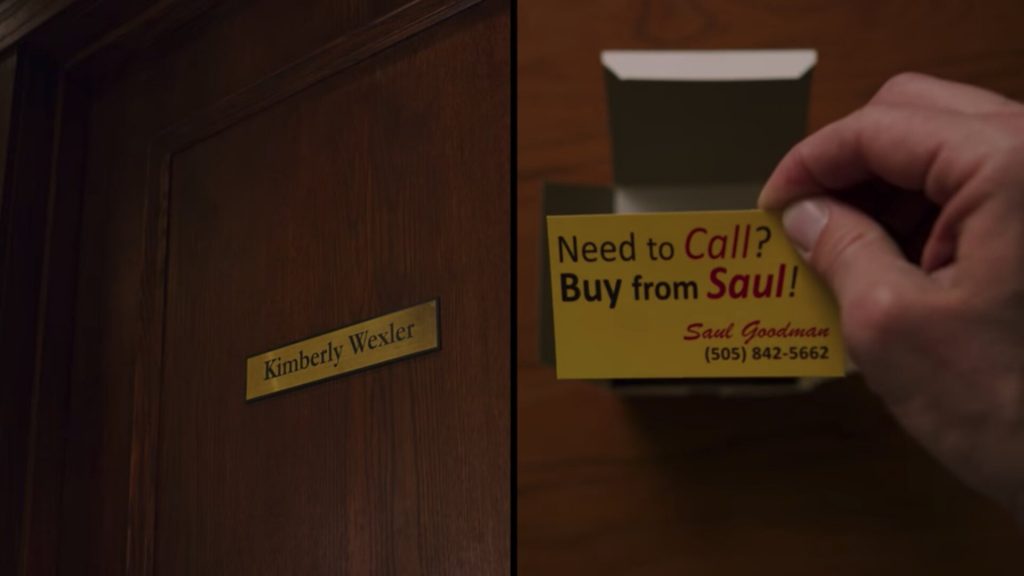 Kimberly Wexler
Need to Call?
Buy from Saul!
Saul Goodman
(505) 842-5662